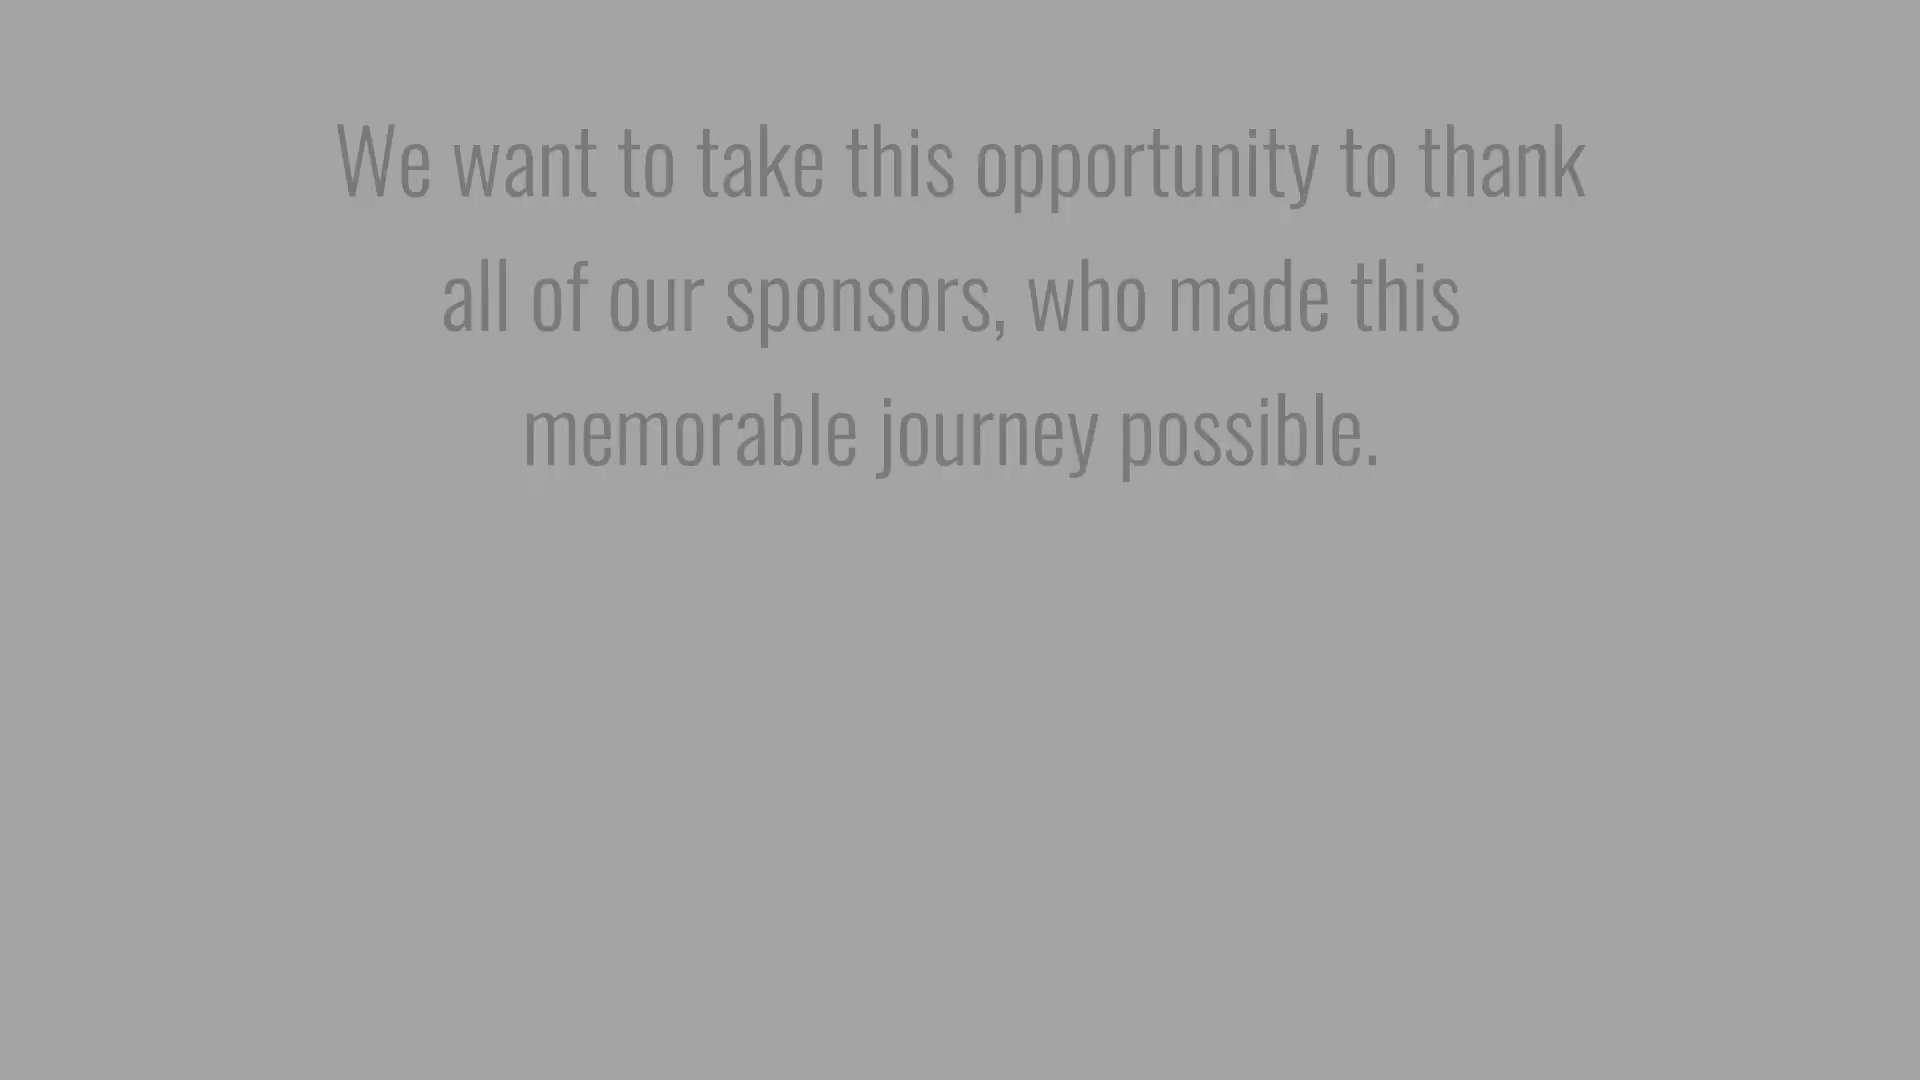 We want to take this opportunity to thank
all of our sponsors, who made this
memorable journey possible.